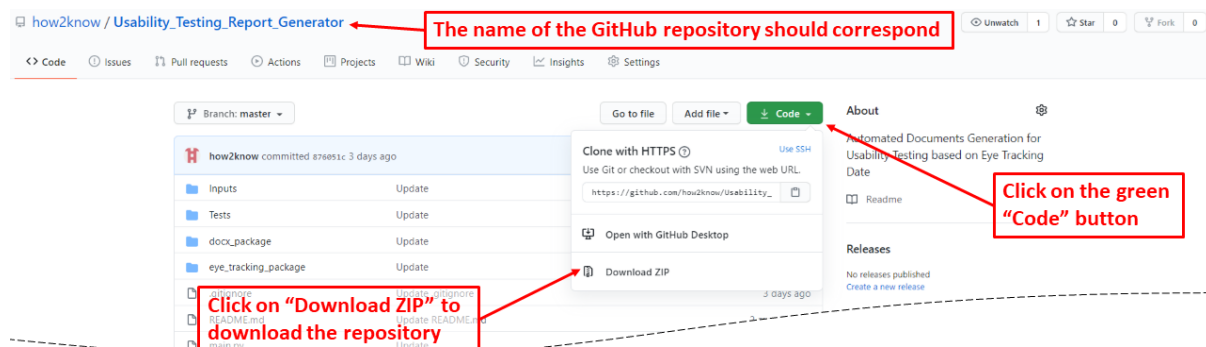 how2know / Usability_Testing_Report_Generator
The name of the GitHub repository should correspond
Unwatch 1 Star 0 Fork 0
Code Issues Pull requests Actions Projects Wiki Security Insights Settings
Branch: master Go to file Add file Code
About
how2know committed 876051c 3 days ago
Clone with HTTPS Use SSH
Use Git or checkout with SVN using the web URL.
https://github.com/how2know/Usability_
Open with GitHub Desktop
Download ZIP
Automated Documents Generation for
Usability Testing based on Eye Tracking
Date
Readme
Click on the green
“Code” button
Releases
No releases published
Create a new release
Inputs Update
Tests Update
docx_package Update
eye_tracking_package Update
.gitignore Update .gitignore 3 days ago
README.md Update README.md
main.py Update
Click on “Download ZIP” to
download the repository